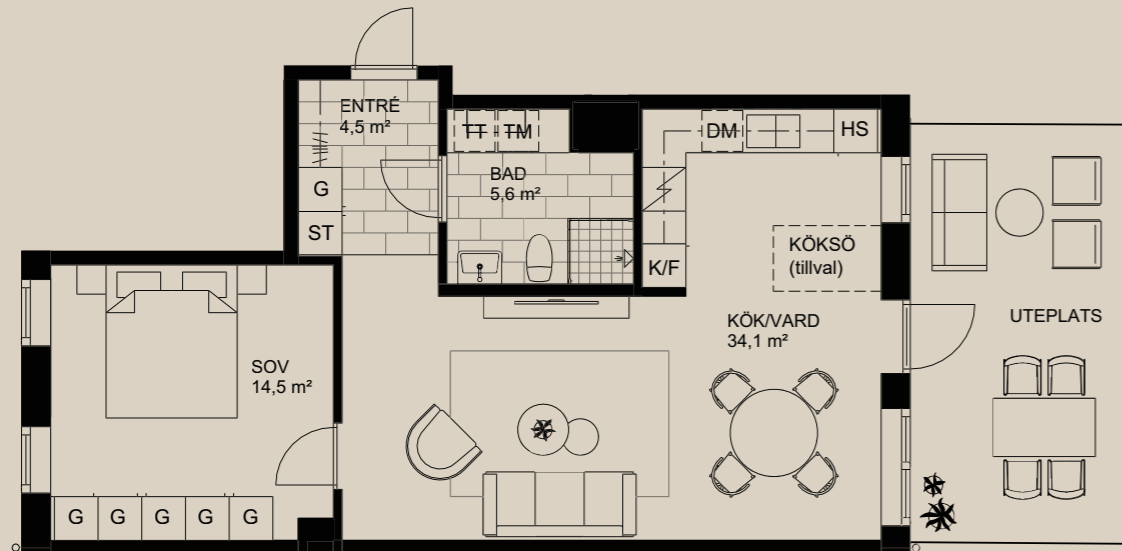 ENTRÉ
4,5 m²
G
ST
TT TM
BAD
5,6 m²
DM
HS
K/F
KÖKSÖ
(tillval)
KÖK/VARD
34,1 m²
UTEPLATS
SOV
14,5 m²
G G G G G